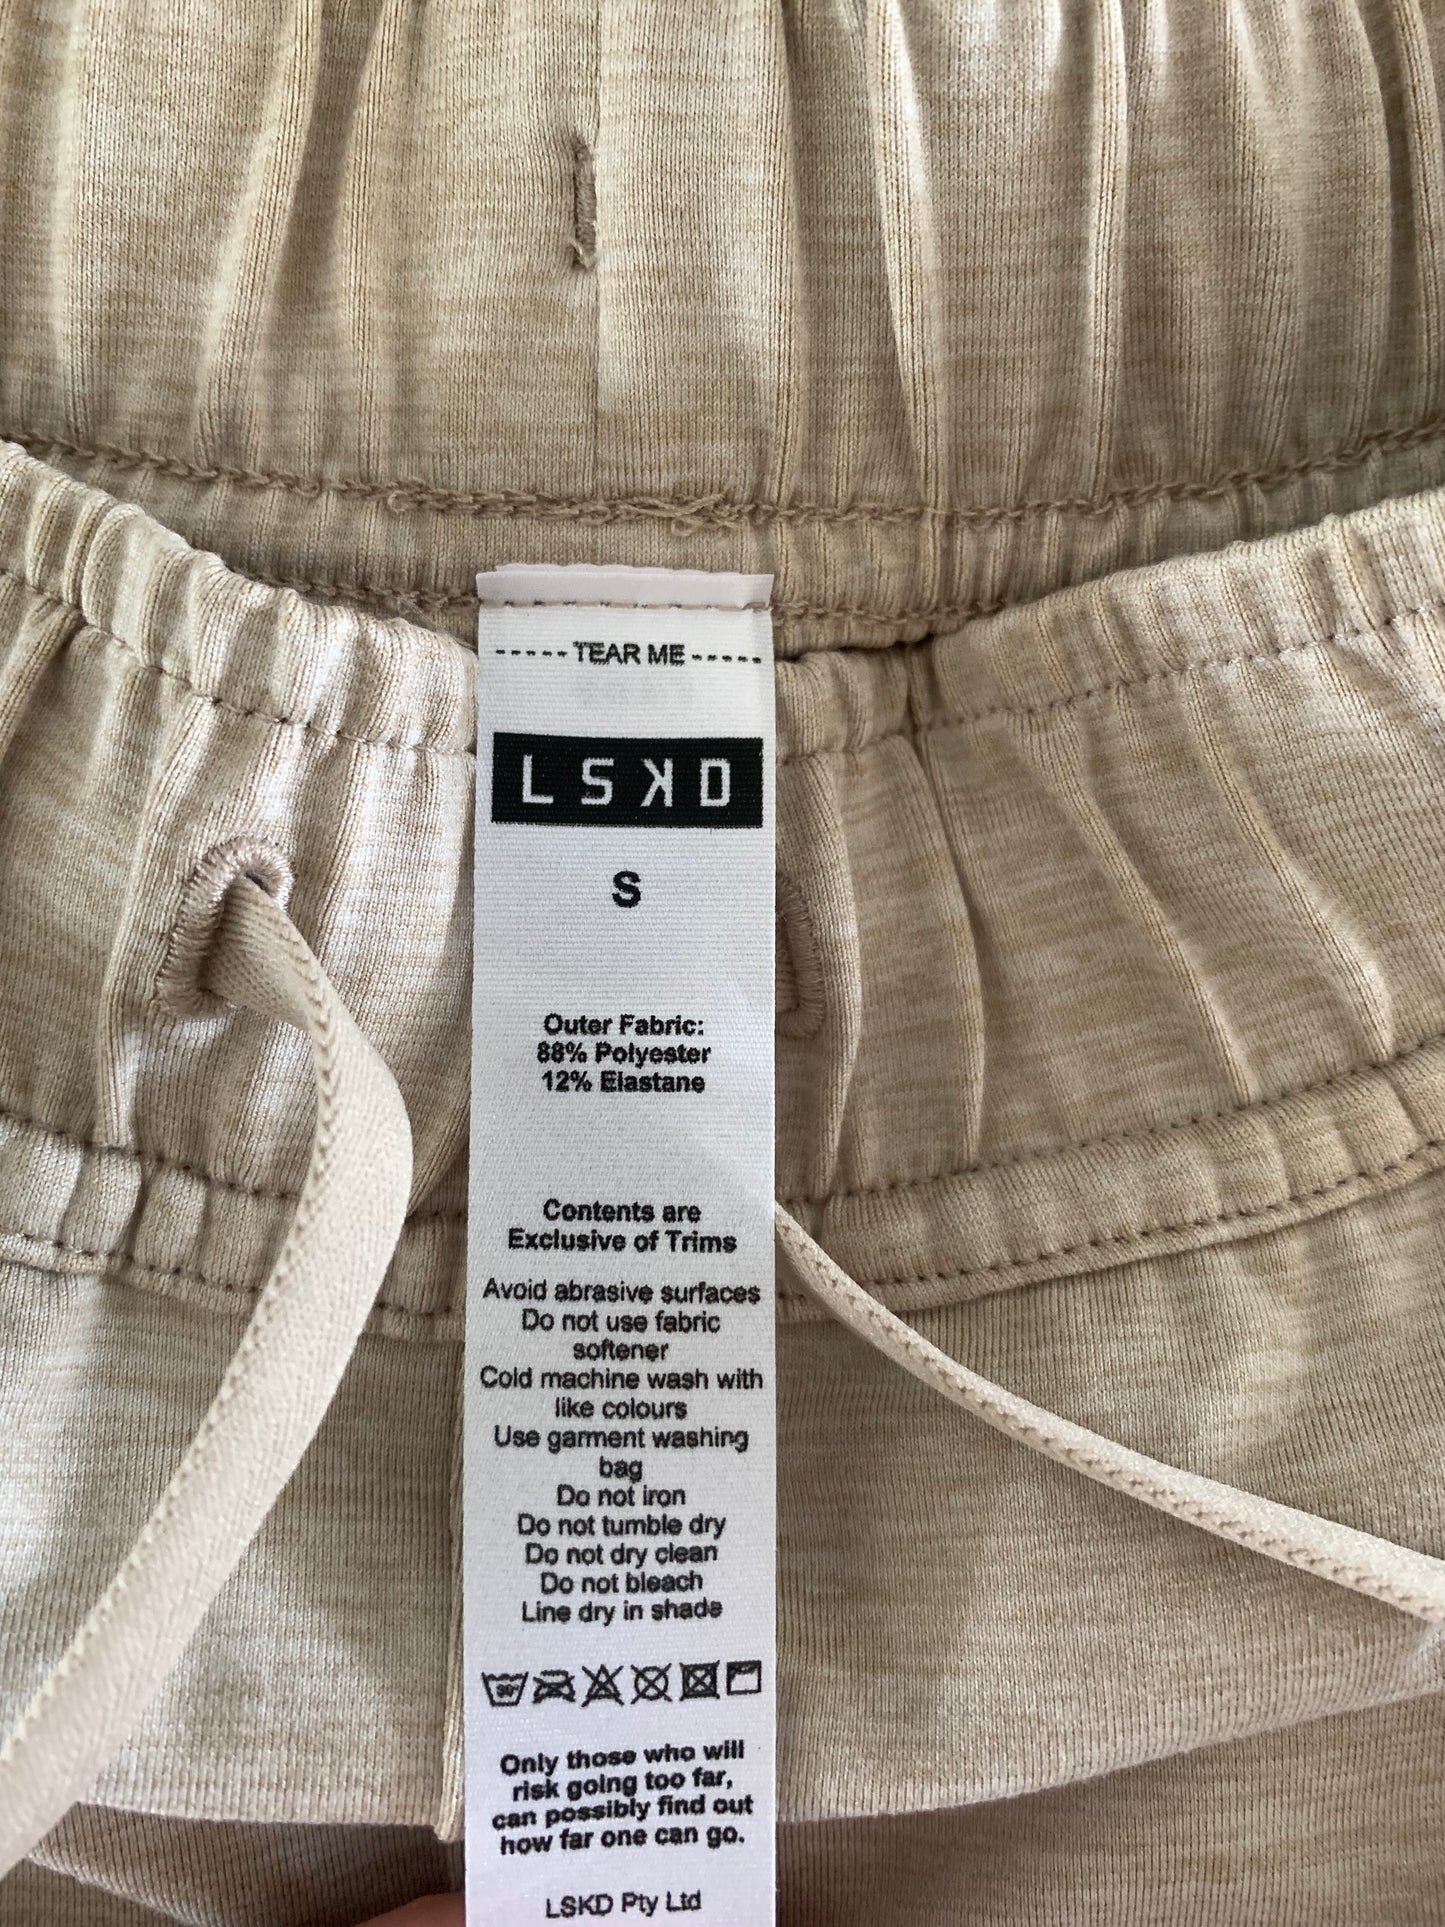 -----TEAR ME-----
LSKD
S
Outer Fabric:
88% Polyester
12% Elastane
Contents are
Exclusive of Trims
Avoid abrasive surfaces
Do not use fabric
softener
Cold machine wash with
like colours
Use garment washing
bag
Do not iron
Do not tumble dry
Do not dry clean
Do not bleach
Line dry in shade
30°
Only those who will
risk going too far,
can possibly find out
how far one can go.
LSKD Pty Ltd